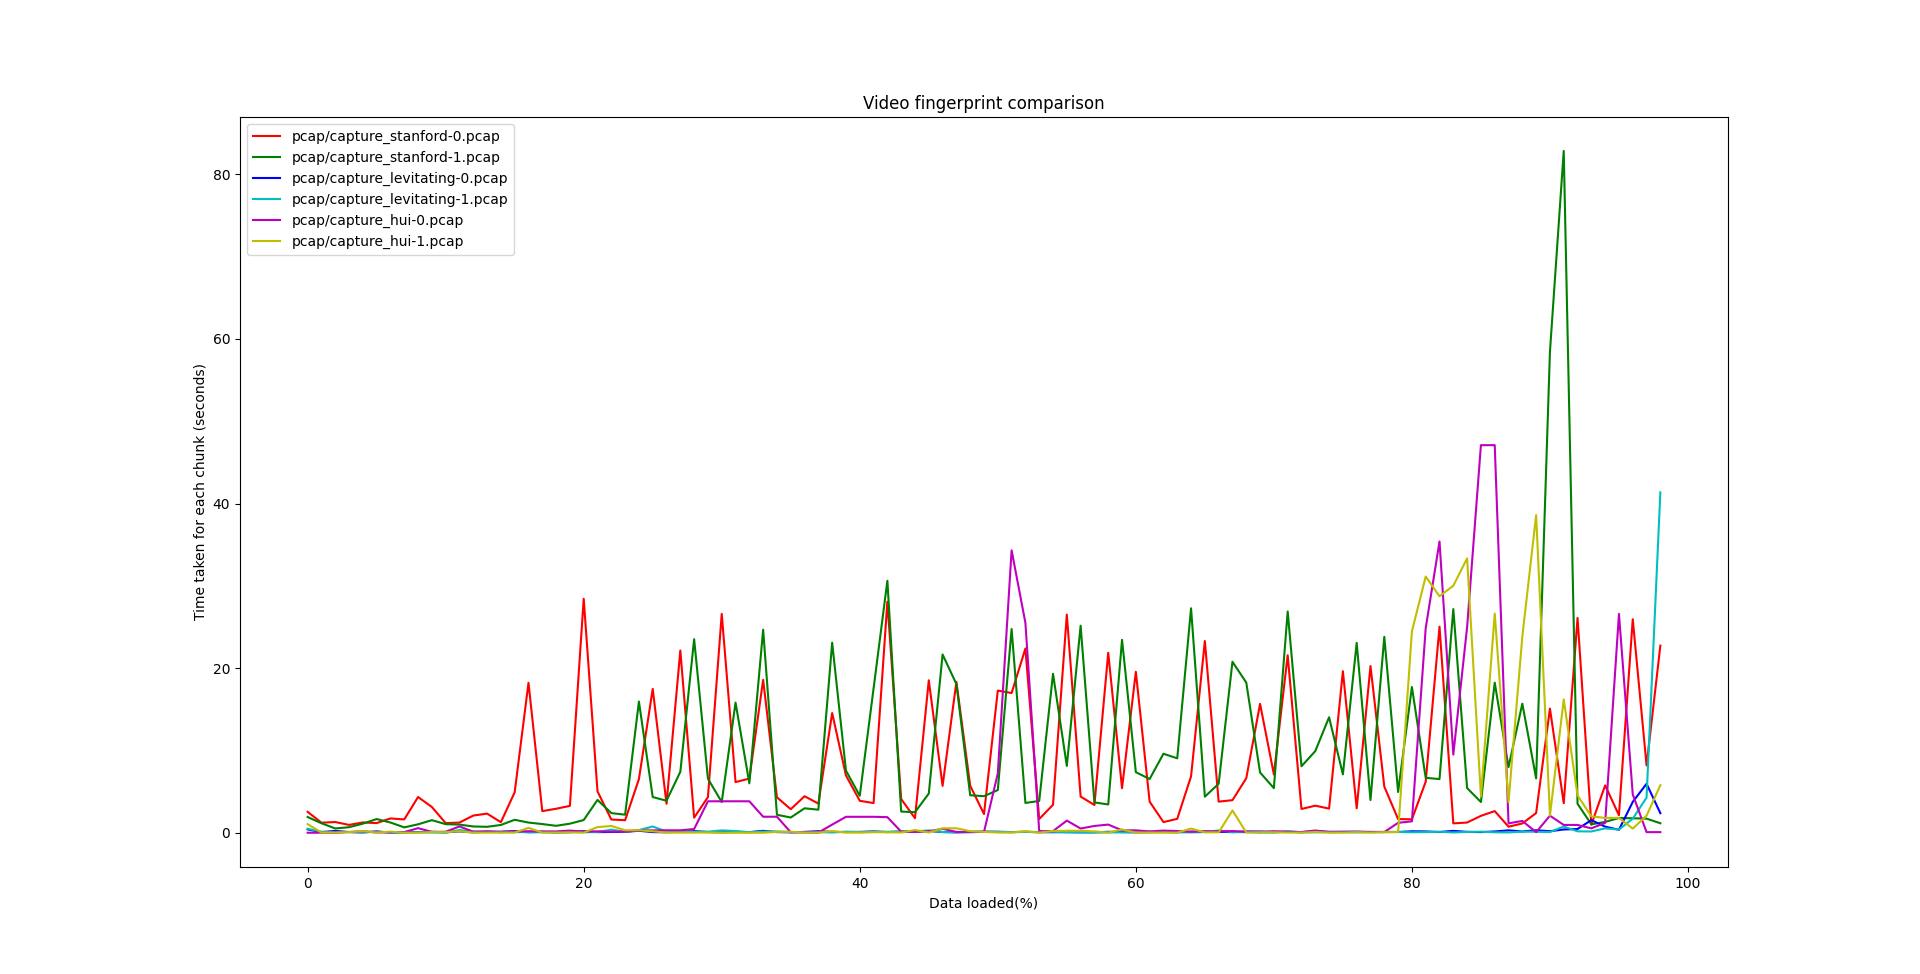 Video fingerprint comparison
pcap/capture_stanford-0.pcap
pcap/capture_stanford-1.pcap
pcap/capture_levitating-0.pcap
pcap/capture_levitating-1.pcap
pcap/capture_hui-0.pcap
pcap/capture_hui-1.pcap
Time taken for each chunk (seconds)
80
60
40
20
0
0 20 40 60 80 100
Data loaded(%)